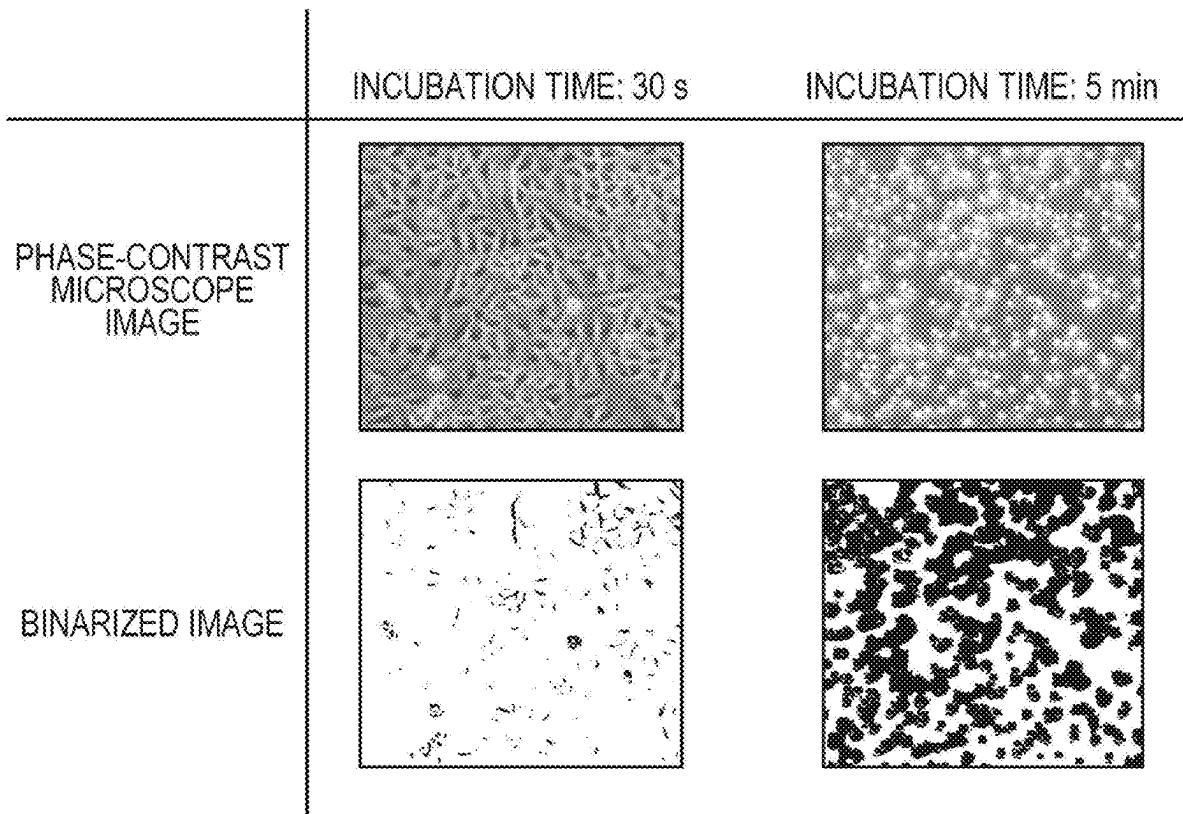 INCUBATION TIME: 30 s
INCUBATION TIME: 5 min
PHASE-CONTRAST
MICROSCOPE
IMAGE
BINARIZED IMAGE